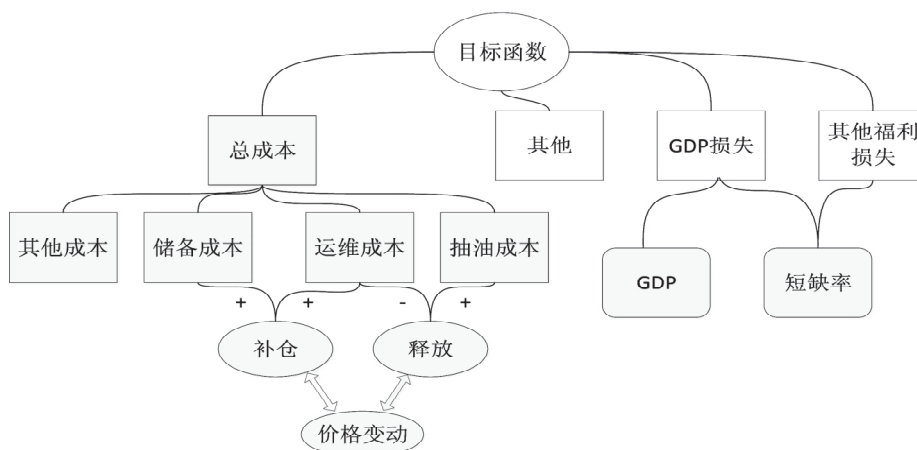 目标函数
总成本
其他
GDP损失
其他福利
损失
其他成本
储备成本
运维成本
抽油成本
GDP
短缺率
+
+
-
+
补仓
释放
价格变动